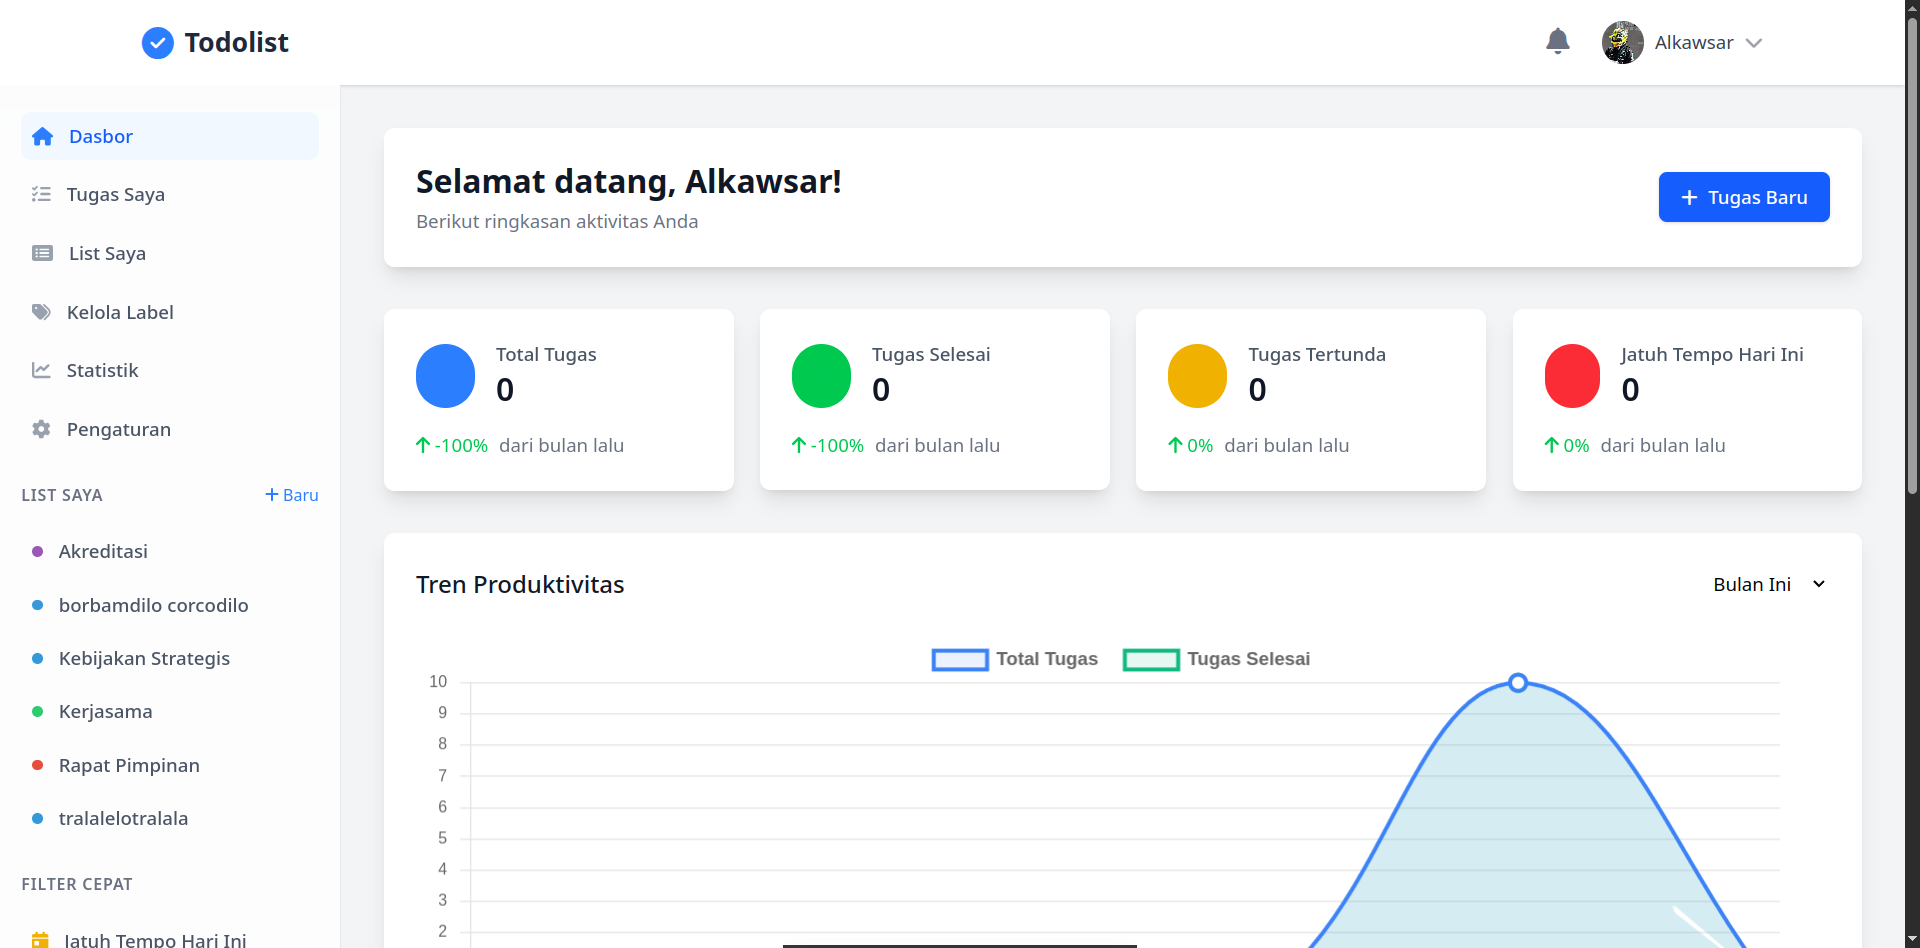 Todolist
Alkawsar
Dasbor
Tugas Saya
List Saya
Kelola Label
Statistik
Pengaturan
LIST SAYA
+ Baru
Akreditasi
borbamdilo corcodilo
Kebijakan Strategis
Kerjasama
Rapat Pimpinan
tralalelotralala
FILTER CEPAT
Jatuh Tempo Hari Ini
Selamat datang, Alkawsar!
Berikut ringkasan aktivitas Anda
+ Tugas Baru
Total Tugas
0
-100% dari bulan lalu
Tugas Selesai
0
-100% dari bulan lalu
Tugas Tertunda
0
0% dari bulan lalu
Jatuh Tempo Hari Ini
0
0% dari bulan lalu
Tren Produktivitas
Bulan Ini
Total Tugas
Tugas Selesai
10
9
8
7
6
5
4
3
2